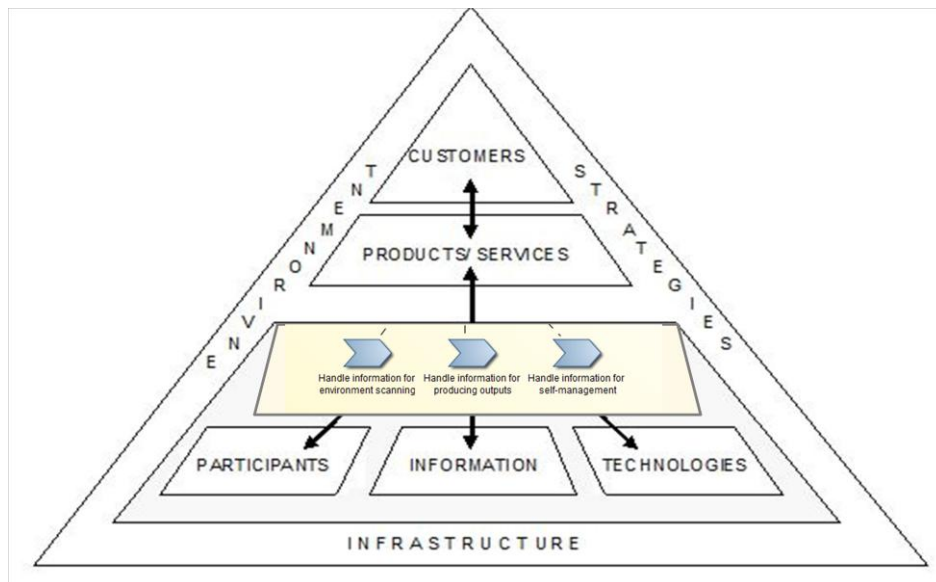 CUSTOMERS
ENVIRONMENT
STRATEGIES
PRODUCTS/ SERVICES
Handle information for
environment scanning
Handle information for
producing outputs
Handle information for
self-management
PARTICIPANTS
INFORMATION
TECHNOLOGIES
INFRASTRUCTURE